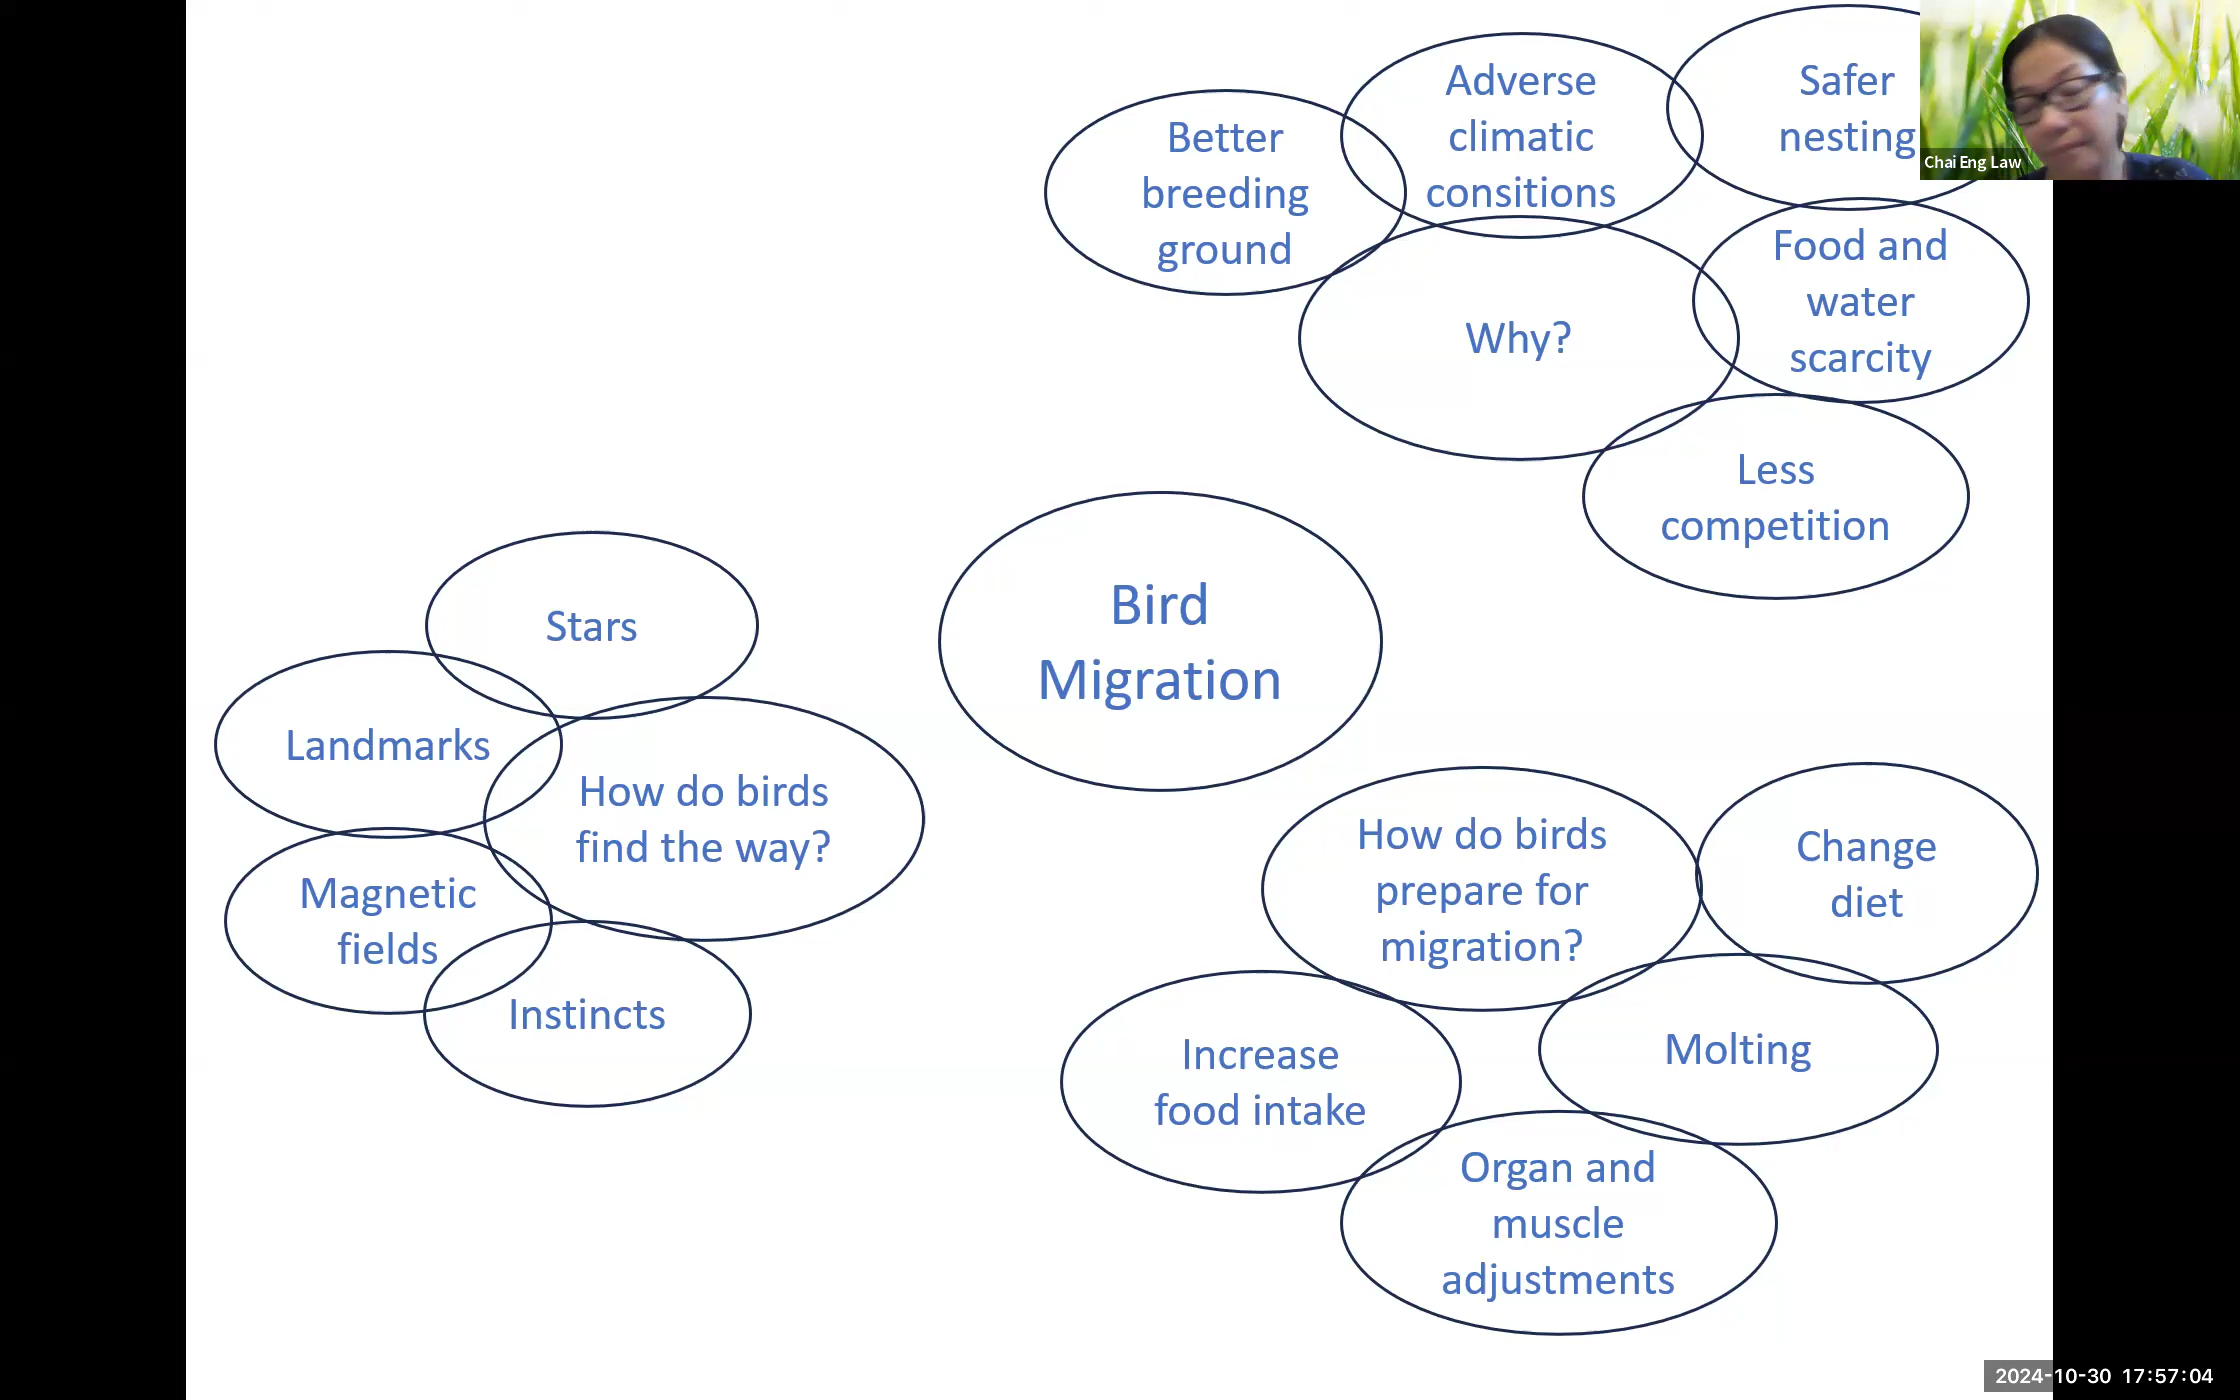 Better
breeding
ground
Adverse
climatic
consitions
Safer
nesting
Chai Eng Law
Why?
Food and
water
scarcity
Less
competition
Bird
Migration
Stars
Landmarks
How do birds
find the way?
Magnetic
fields
Instincts
How do birds
prepare for
migration?
Change
diet
Increase
food intake
Molting
Organ and
muscle
adjustments
2024-10-30 17:57:04